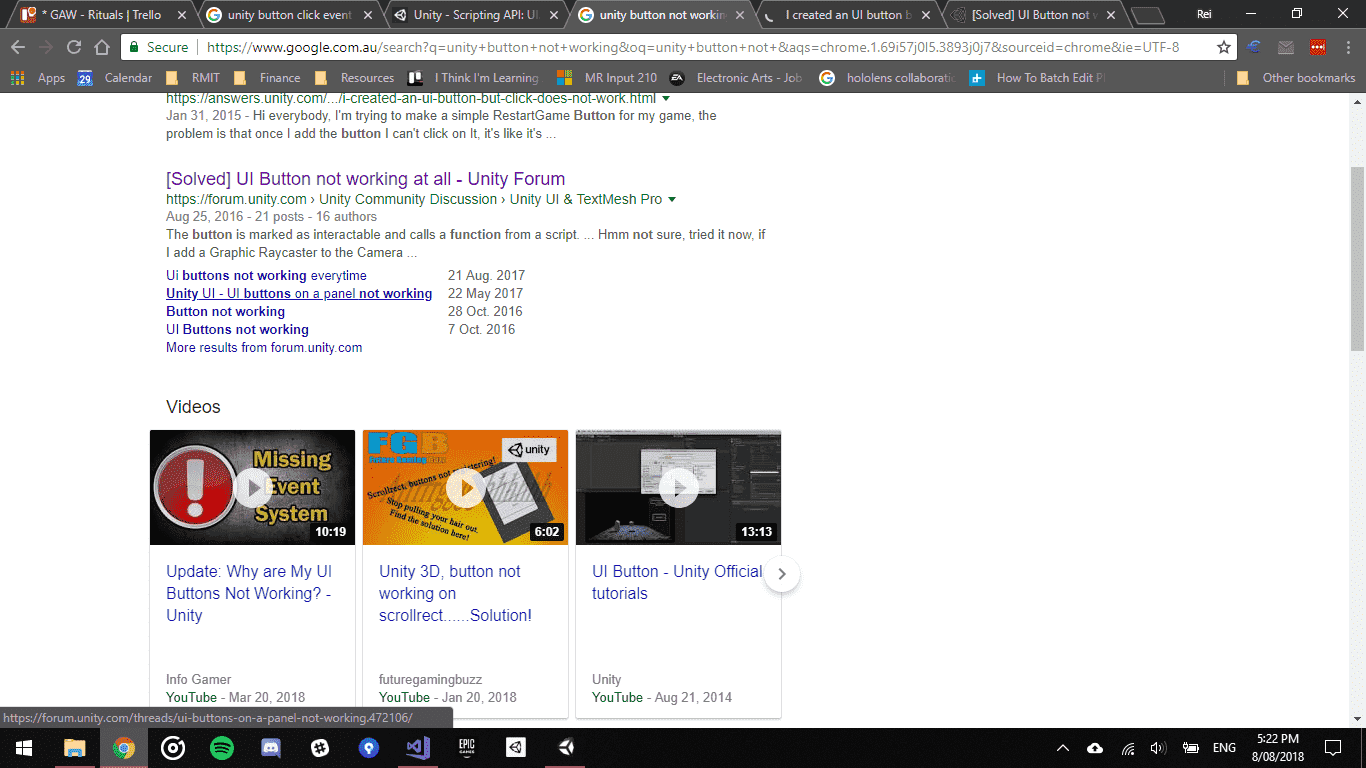 * GAW - Rituals | Trello
unity button click event
Unity - Scripting API: UI.
unity button not workin
I created an UI button b
[Solved] UI Button not w
Rei
Secure
https://www.google.com.au/search?q=unity+button+not+working&oq=unity+button+not+&aqs=chrome.1.69i57j0l5.3893j0j7&sourceid=chrome&ie=UTF-8
Apps
29
Calendar
RMIT
Finance
Resources
I Think I'm Learning
MR Input 210
EA
Electronic Arts - Job
hololens collaboratio
How To Batch Edit P
Other bookmarks
https://answers.unity.com/.../i-created-an-ui-button-but-click-does-not-work.html
Jan 31, 2015 - Hi everybody, I'm trying to make a simple RestartGame Button for my game, the
problem is that once I add the button I can't click on It, it's like it's ...
[Solved] UI Button not working at all - Unity Forum
https://forum.unity.com › Unity Community Discussion › Unity UI & TextMesh Pro
Aug 25, 2016 - 21 posts - 16 authors
The button is marked as interactable and calls a function from a script. ... Hmm not sure, tried it now, if
I add a Graphic Raycaster to the Camera ...
Ui buttons not working everytime 21 Aug. 2017
Unity UI - UI buttons on a panel not working 22 May 2017
Button not working 28 Oct. 2016
UI Buttons not working 7 Oct. 2016
More results from forum.unity.com
Videos
Missing
Event
System
10:19
FGB
unity
Scrollrect, buttons not registering!
Stop pulling your hair out.
Find the solution here!
6:02
13:13
Update: Why are My UI
Buttons Not Working? -
Unity
Info Gamer
YouTube - Mar 20, 2018
Unity 3D, button not
working on
scrollrect......Solution!
futuregamingbuzz
YouTube - Jan 20, 2018
UI Button - Unity Official
tutorials
Unity
YouTube - Aug 21, 2014
https://forum.unity.com/threads/ui-buttons-on-a-panel-not-working.472106/
EPIC
GAMES
ENG
5:22 PM
8/08/2018